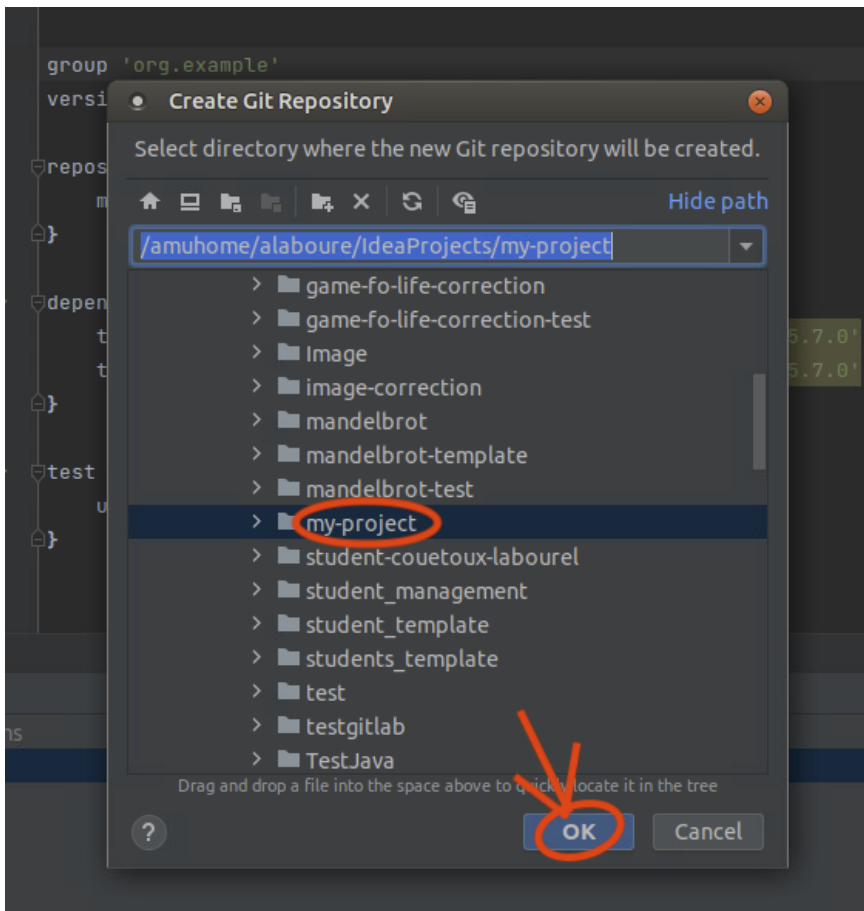 group 'org.example'
versi
Create Git Repository
Select directory where the new Git repository will be created.
repos
m
Hide path
}
/amuhome/alaboure/IdeaProjects/my-project
game-fo-life-correction
depen
game-fo-life-correction-test
t 5.7.0'
Image
t 5.7.0'
image-correction
}
mandelbrot
mandelbrot-template
test
mandelbrot-test
u
my-project
}
student-couetoux-labourel
student_management
student_template
students_template
test
ns
testgitlab
TestJava
Drag and drop a file into the space above to quickly locate it in the tree
?
OK
Cancel